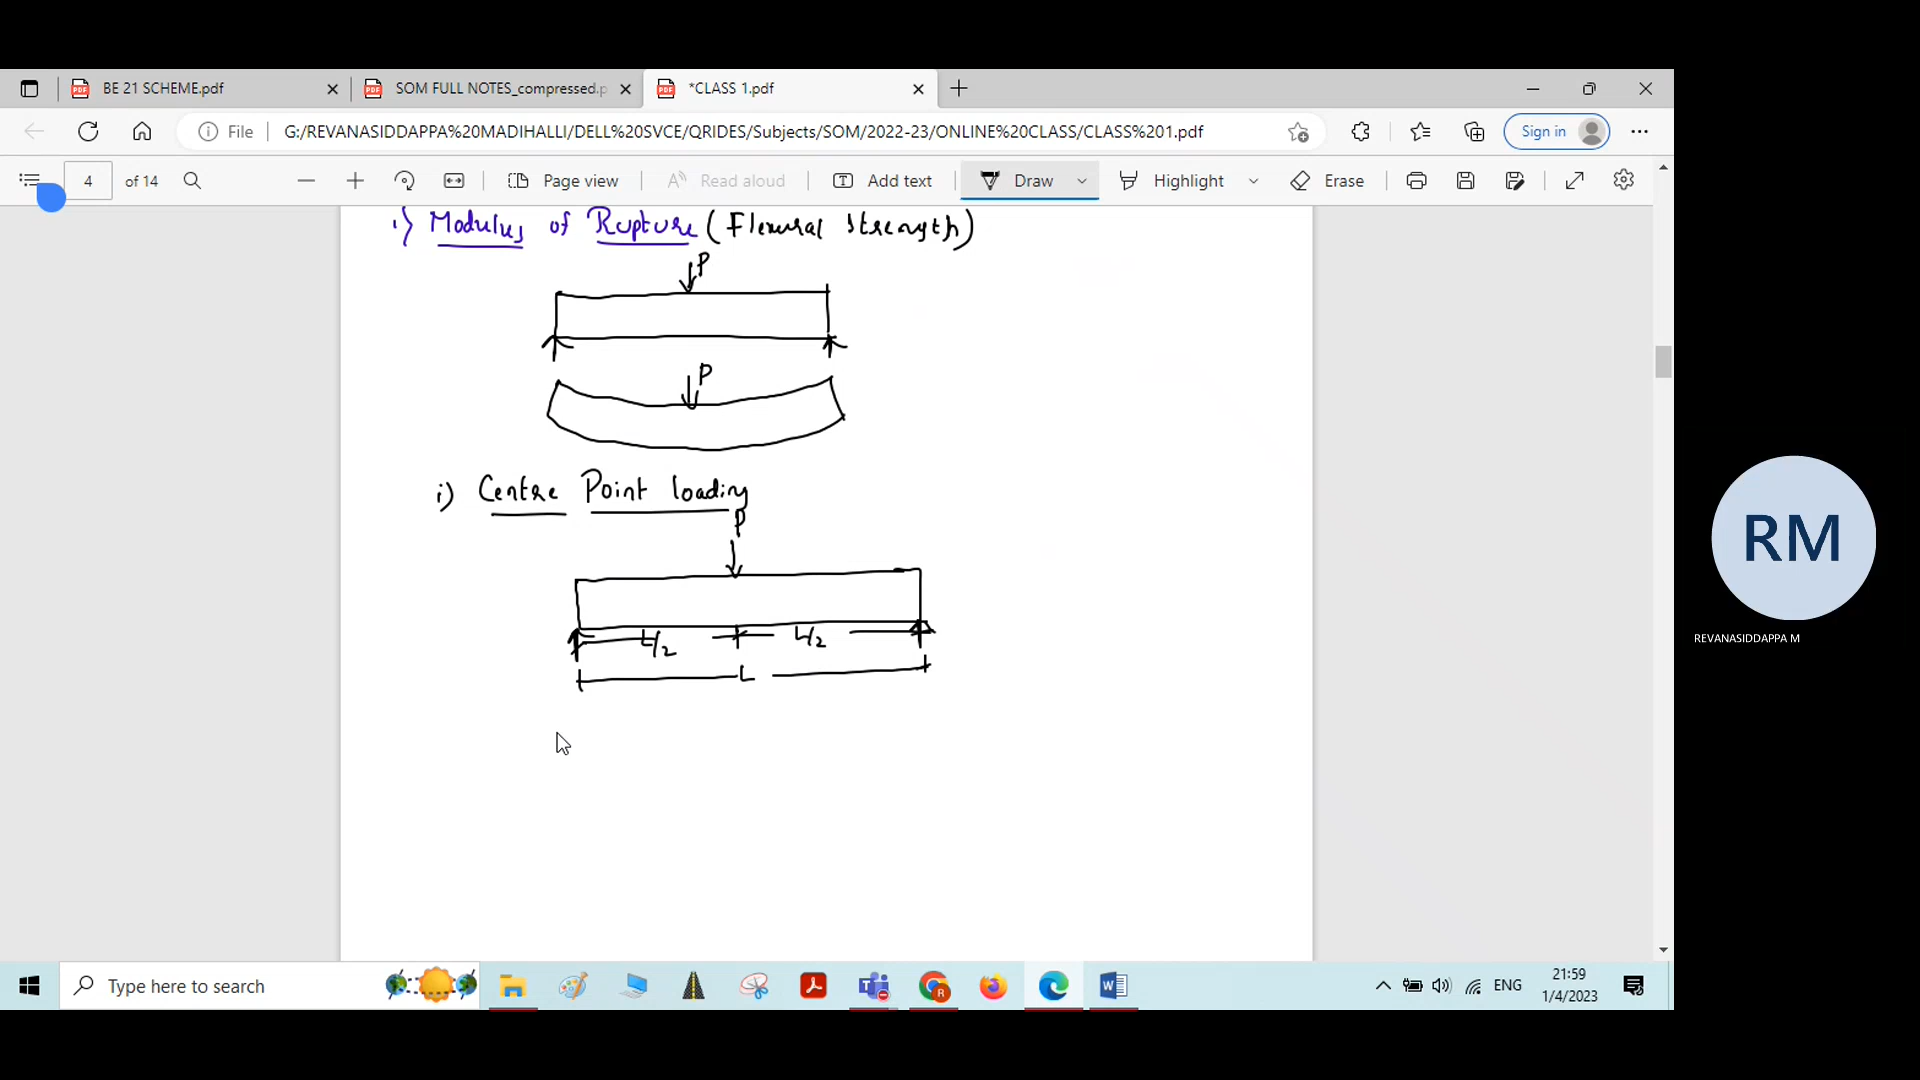 BE 21 SCHEME.pdf
SOM FULL NOTES_compressed.p
*CLASS 1.pdf
File
G:/REVANASIDDAPPA%20MADIHALLI/DELL%20SVCE/QRIDES/Subjects/SOM/2022-23/ONLINE%20CLASS/CLASS%201.pdf
Sign in
4 of 14
Page view
Read aloud
Add text
Draw
Highlight
Erase
i) Modulus of Rupture (Flexural Strength)
P
P
i) Centre Point loading
P
L/2 L/2
L
RM
REVANASIDDAPPA M
Type here to search
ENG
21:59
1/4/2023